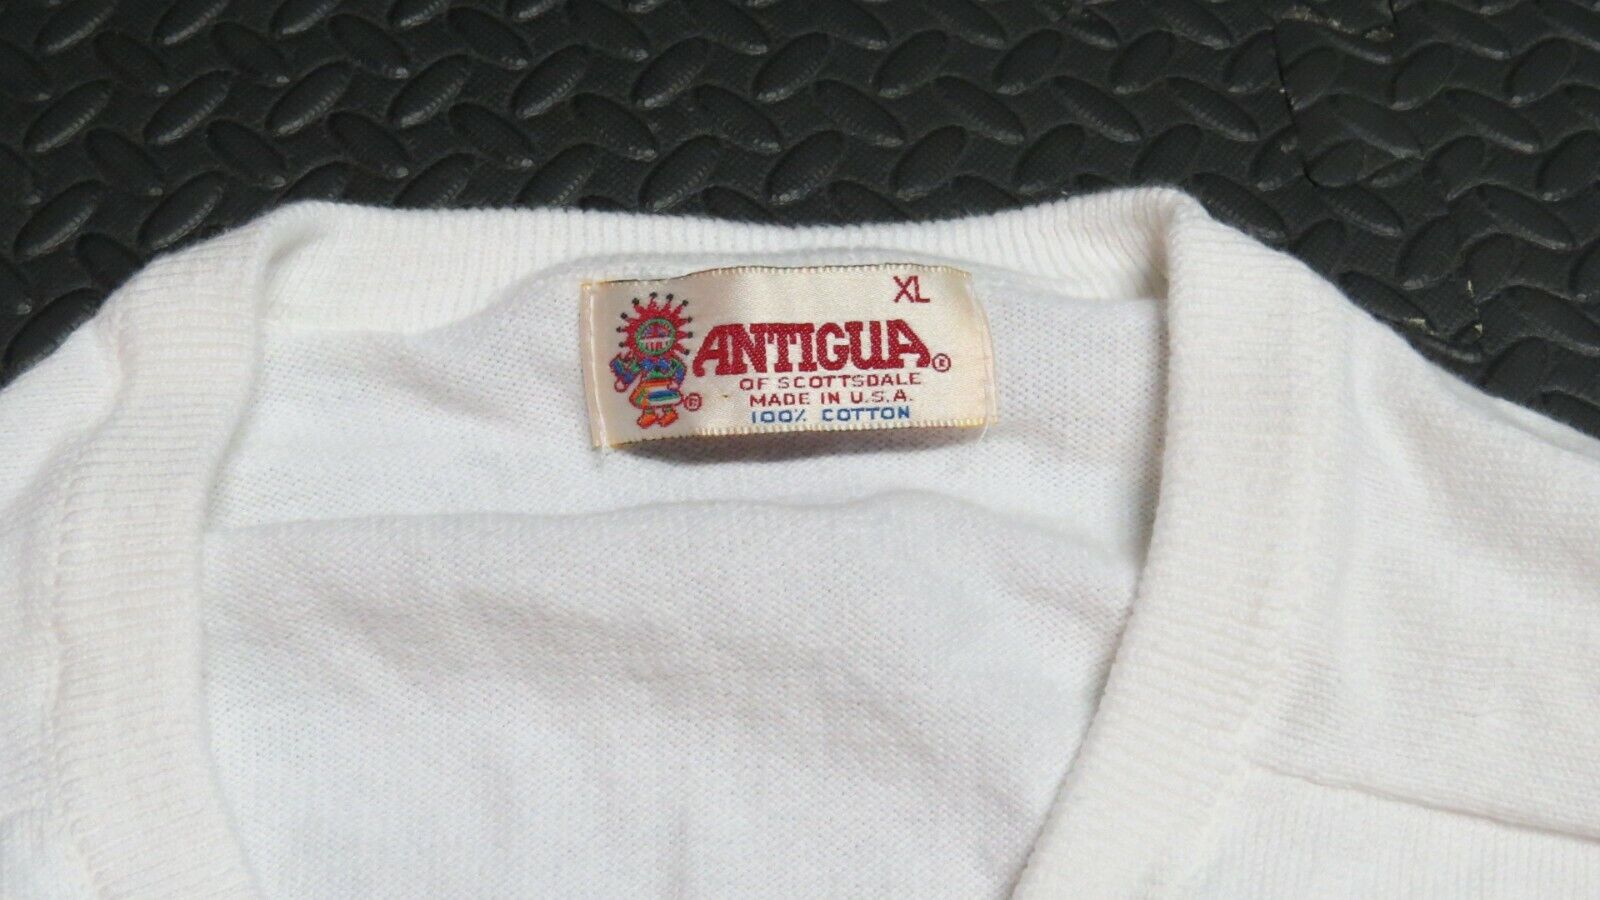 XL
ANTIGUA®
®
OF SCOTTSDALE
MADE IN U.S.A.
100% COTTON